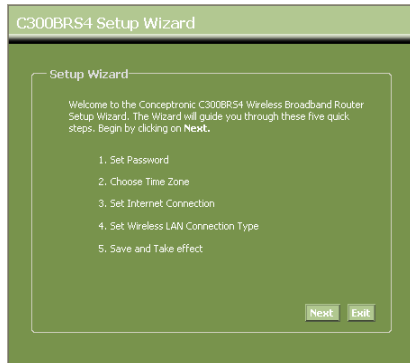 C300BRS4 Setup Wizard
Setup Wizard
Welcome to the Conceptronic C300BRS4 Wireless Broadband Router
Setup Wizard. The Wizard will guide you through these five quick
steps. Begin by clicking on Next.
1. Set Password
2. Choose Time Zone
3. Set Internet Connection
4. Set Wireless LAN Connection Type
5. Save and Take effect
Next Exit